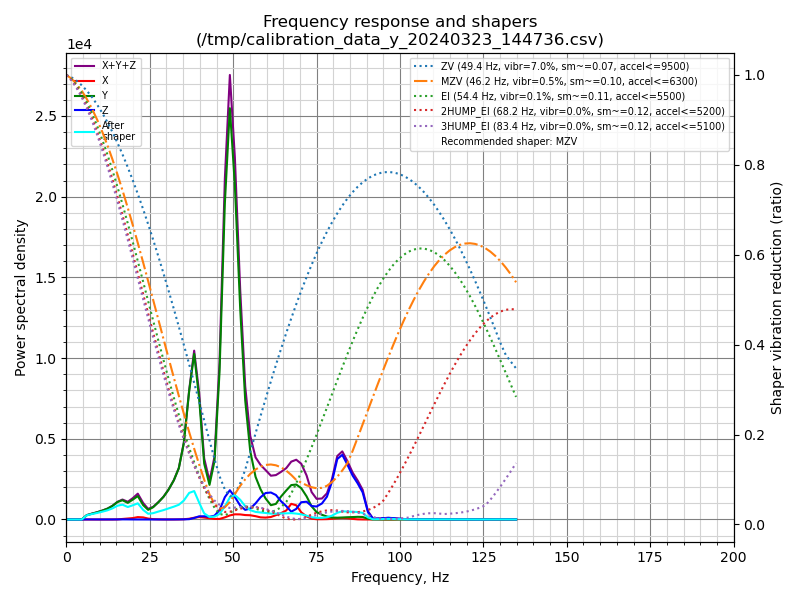 Frequency response and shapers
(/tmp/calibration_data_y_20240323_144736.csv)
1e4
X+Y+Z
X
Y
Z
After
shaper
ZV (49.4 Hz, vibr=7.0%, sm~=0.07, accel<=9500)
MZV (46.2 Hz, vibr=0.5%, sm~=0.10, accel<=6300)
EI (54.4 Hz, vibr=0.1%, sm~=0.11, accel<=5500)
2HUMP_EI (68.2 Hz, vibr=0.0%, sm~=0.12, accel<=5200)
3HUMP_EI (83.4 Hz, vibr=0.0%, sm~=0.12, accel<=5100)
Recommended shaper: MZV
Power spectral density
2.5
2.0
1.5
1.0
0.5
0.0
1.0
0.8
0.6
0.4
0.2
0.0
Shaper vibration reduction (ratio)
0 25 50 75 100 125 150 175 200
Frequency, Hz